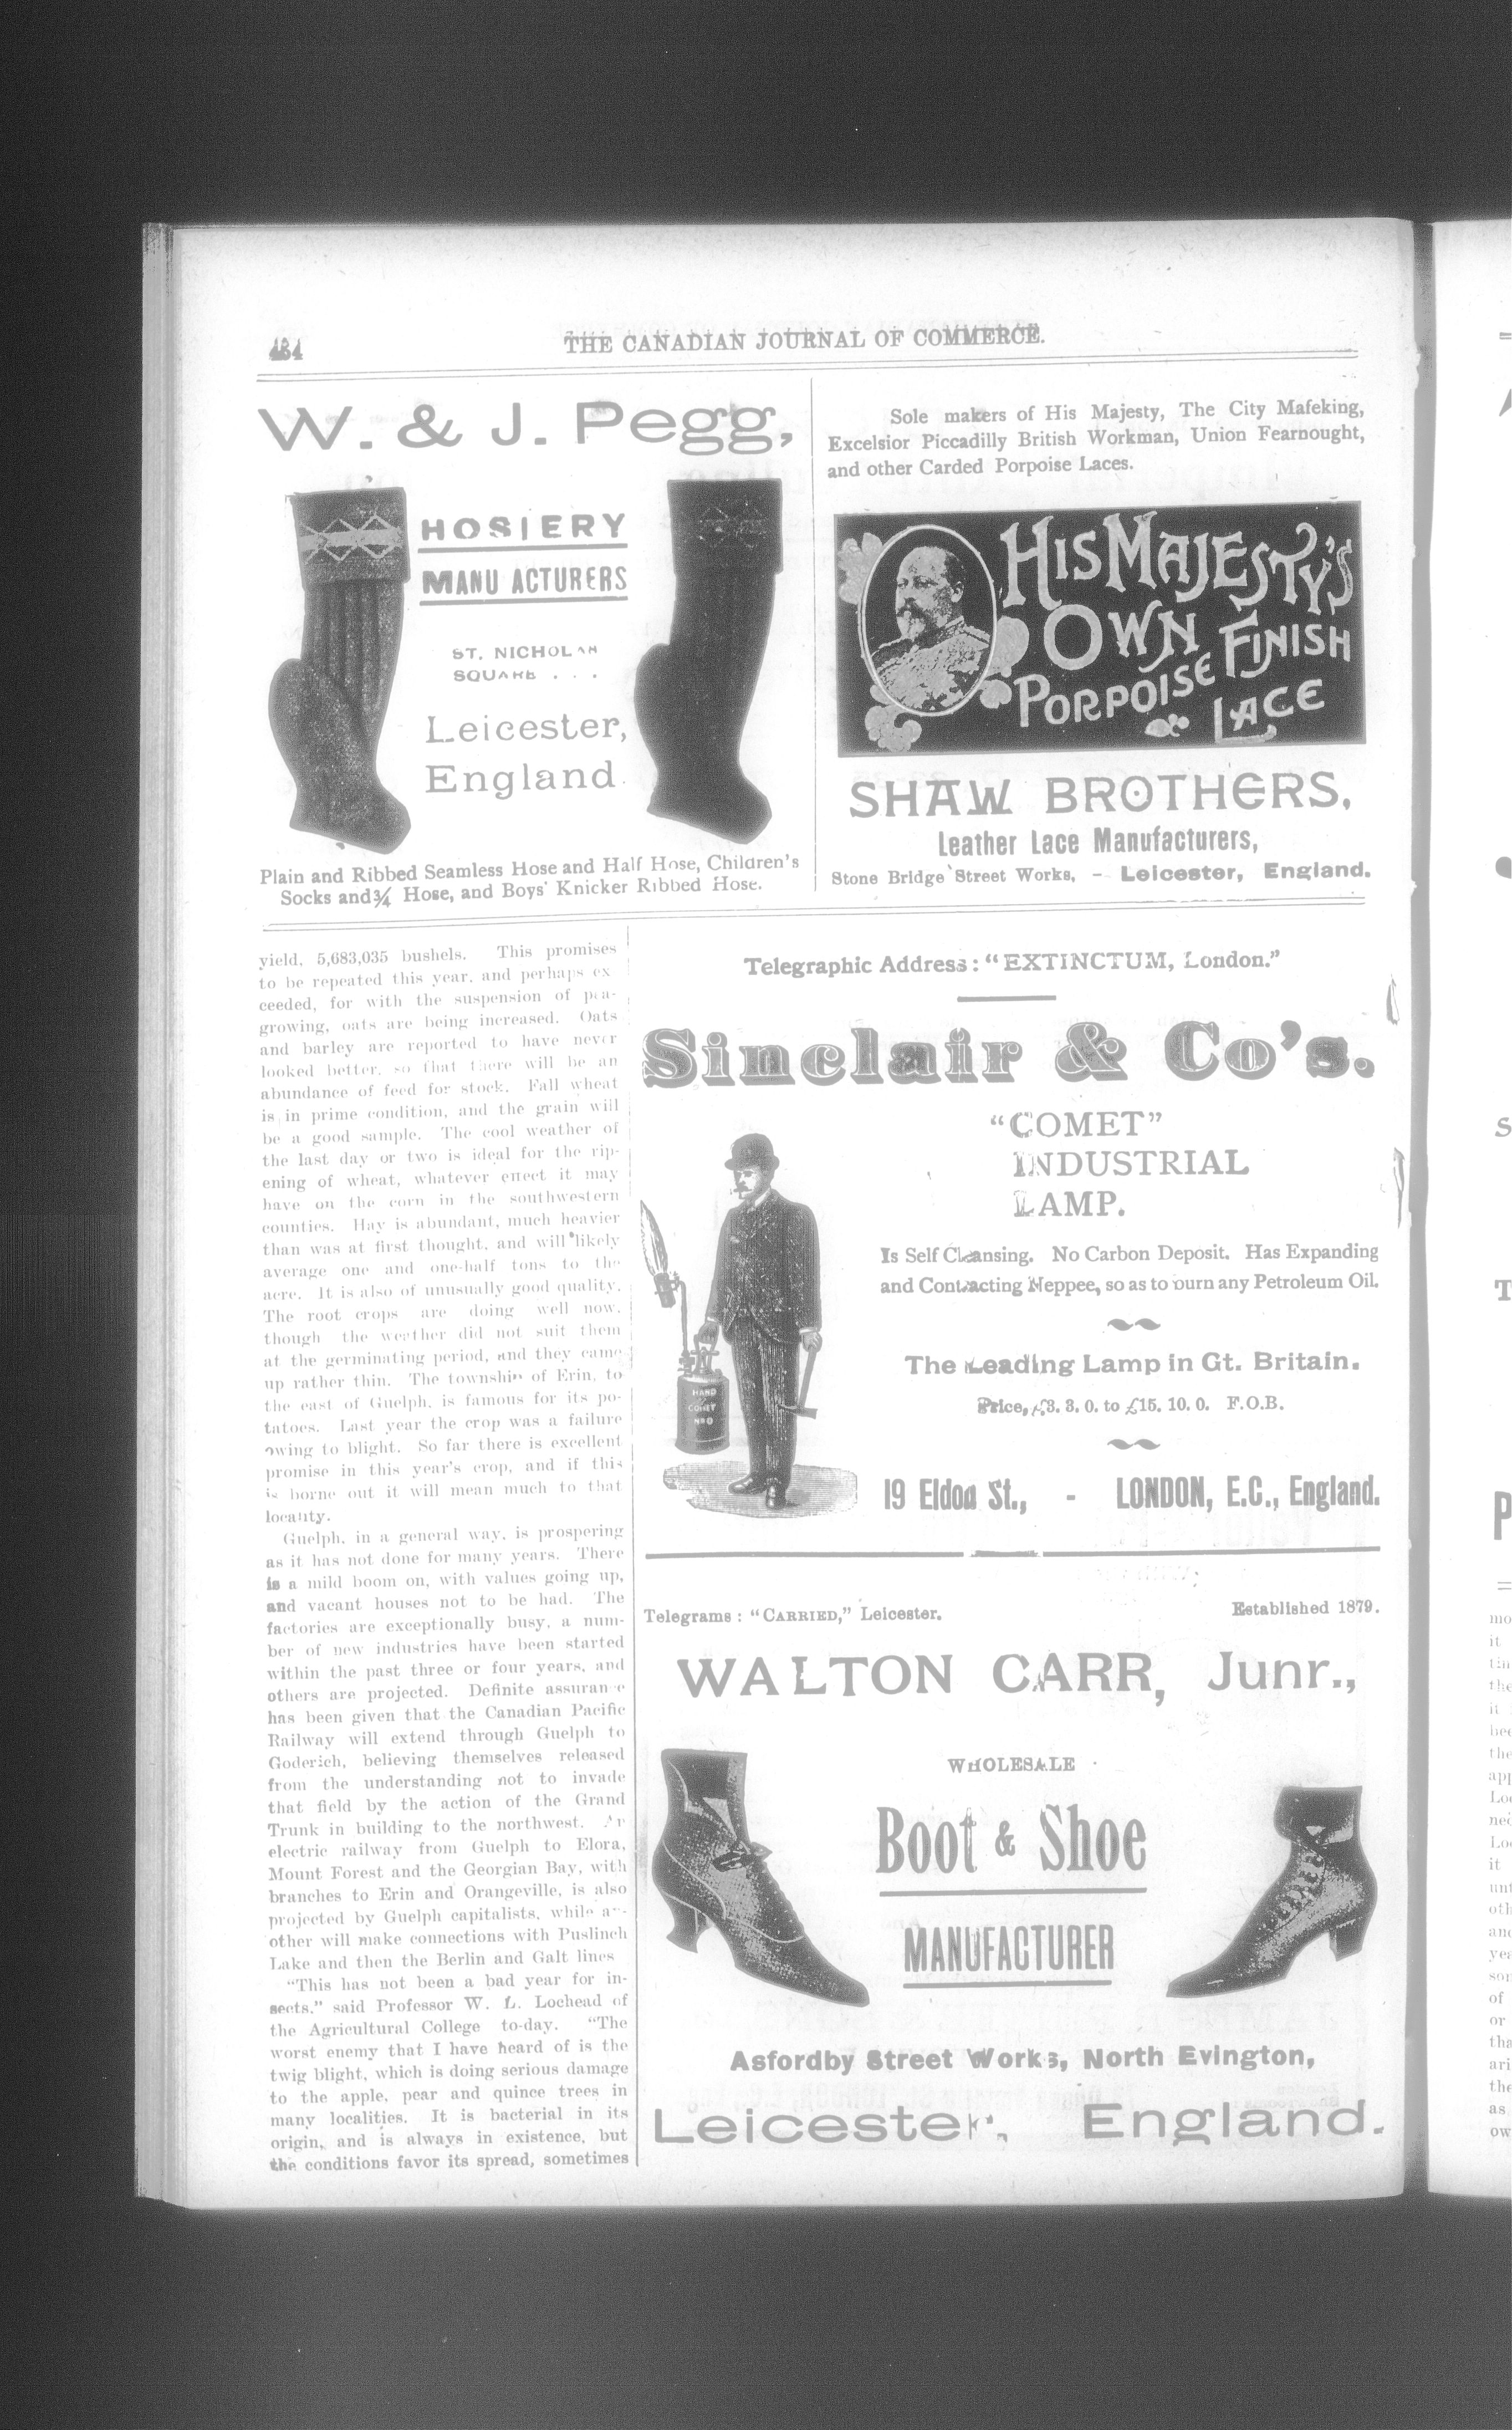 THE CANADIAN JOURNAL OF COMMERCE.
W. & J. Pegg,
HOSIERY
MANU ACTURERS
ST. NICHOLAS
SQUARE . . .
Leicester,
England.
Plain and Ribbed Seamless Hose and Half Hose, Children's
Socks and ¾ Hose, and Boys' Knicker Ribbed Hose.
Sole makers of His Majesty, The City Mafeking,
Excelsior Piccadilly British Workman, Union Fearnought,
and other Carded Porpoise Laces.
HIS MAJESTY'S
OWN FINISH
PORPOISE
LACE
SHAW BROTHERS,
Leather Lace Manufacturers,
Stone Bridge Street Works, - Leicester, England.
yield, 5,683,035 bushels. This promises
to be repeated this year, and perhaps ex
ceeded, for with the suspension of pea-
growing, oats are being increased. Oats
and barley are reported to have never
looked better, so that there will be an
abundance of feed for stock. Fall wheat
is in prime condition, and the grain will
be a good sample. The cool weather of
the last day or two is ideal for the rip-
ening of wheat, whatever effect it may
have on the corn in the southwestern
counties. Hay is abundant, much heavier
than was at first thought, and will likely
average one and one-half tons to the
acre. It is also of unusually good quality.
The root crops are doing well now,
though the weather did not suit them
at the germinating period, and they came
up rather thin. The township of Erin, to
the east of Guelph, is famous for its po-
tatoes. Last year the crop was a failure
owing to blight. So far there is excellent
promise in this year's crop, and if this
is borne out it will mean much to that
locality.
Guelph, in a general way, is prospering
as it has not done for many years. There
is a mild boom on, with values going up,
and vacant houses not to be had. The
factories are exceptionally busy, a num-
ber of new industries have been started
within the past three or four years, and
others are projected. Definite assurance
has been given that the Canadian Pacific
Railway will extend through Guelph to
Goderich, believing themselves released
from the understanding not to invade
that field by the action of the Grand
Trunk in building to the northwest. An
electric railway from Guelph to Elora,
Mount Forest and the Georgian Bay, with
branches to Erin and Orangeville, is also
projected by Guelph capitalists, while an-
other will make connections with Puslinch
Lake and then the Berlin and Galt lines
"This has not been a bad year for in-
sects," said Professor W. L. Lochead of
the Agricultural College to-day. "The
worst enemy that I have heard of is the
twig blight, which is doing serious damage
to the apple, pear and quince trees in
many localities. It is bacterial in its
origin, and is always in existence, but
the conditions favor its spread, sometimes
Telegraphic Address: "EXTINCTUM, London."
Sinclair & Co's.
"COMET"
INDUSTRIAL
LAMP.
Is Self Cleansing. No Carbon Deposit. Has Expanding
and Contracting Neppee, so as to burn any Petroleum Oil.
The Leading Lamp in Gt. Britain.
Price, £3. 3. 0. to £15. 10. 0. F.O.B.
HAND
COMET
No 0
19 Eldon St., - LONDON, E.C., England.
Telegrams: "CARRIED," Leicester. Established 1879.
WALTON CARR, Junr.,
WHOLESALE
Boot & Shoe
MANUFACTURER
Asfordby Street Works, North Evington,
Leicester, England.